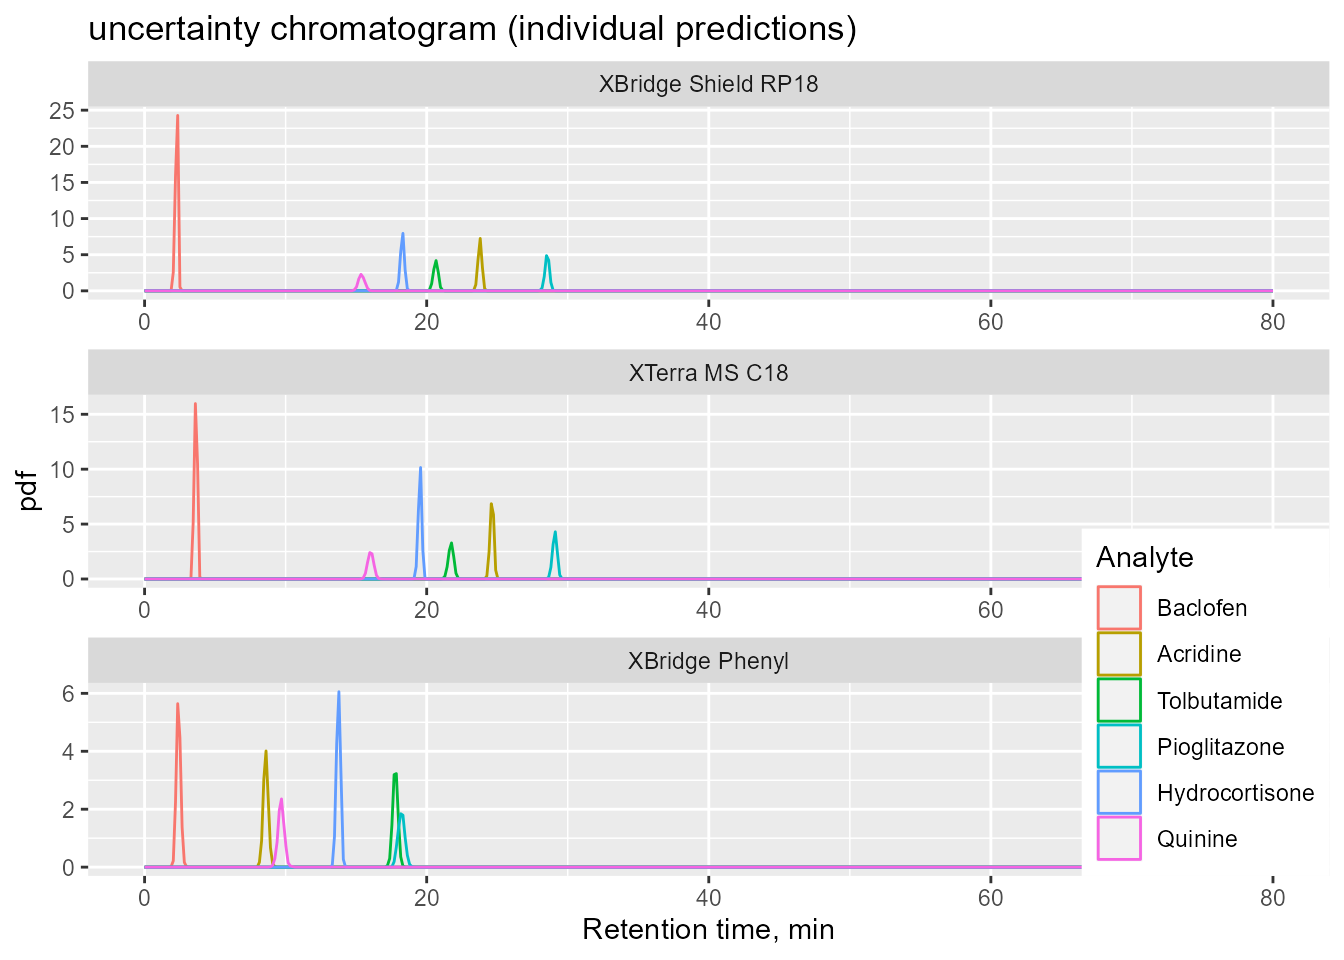 uncertainty chromatogram (individual predictions)
XBridge Shield RP18
25
20
15
10
5
0
0 20 40 60 80
XTerra MS C18
15
10
5
0
0 20 40 60
pdf
XBridge Phenyl
6
4
2
0
0 20 40 60 80
Retention time, min
Analyte
Baclofen
Acridine
Tolbutamide
Pioglitazone
Hydrocortisone
Quinine